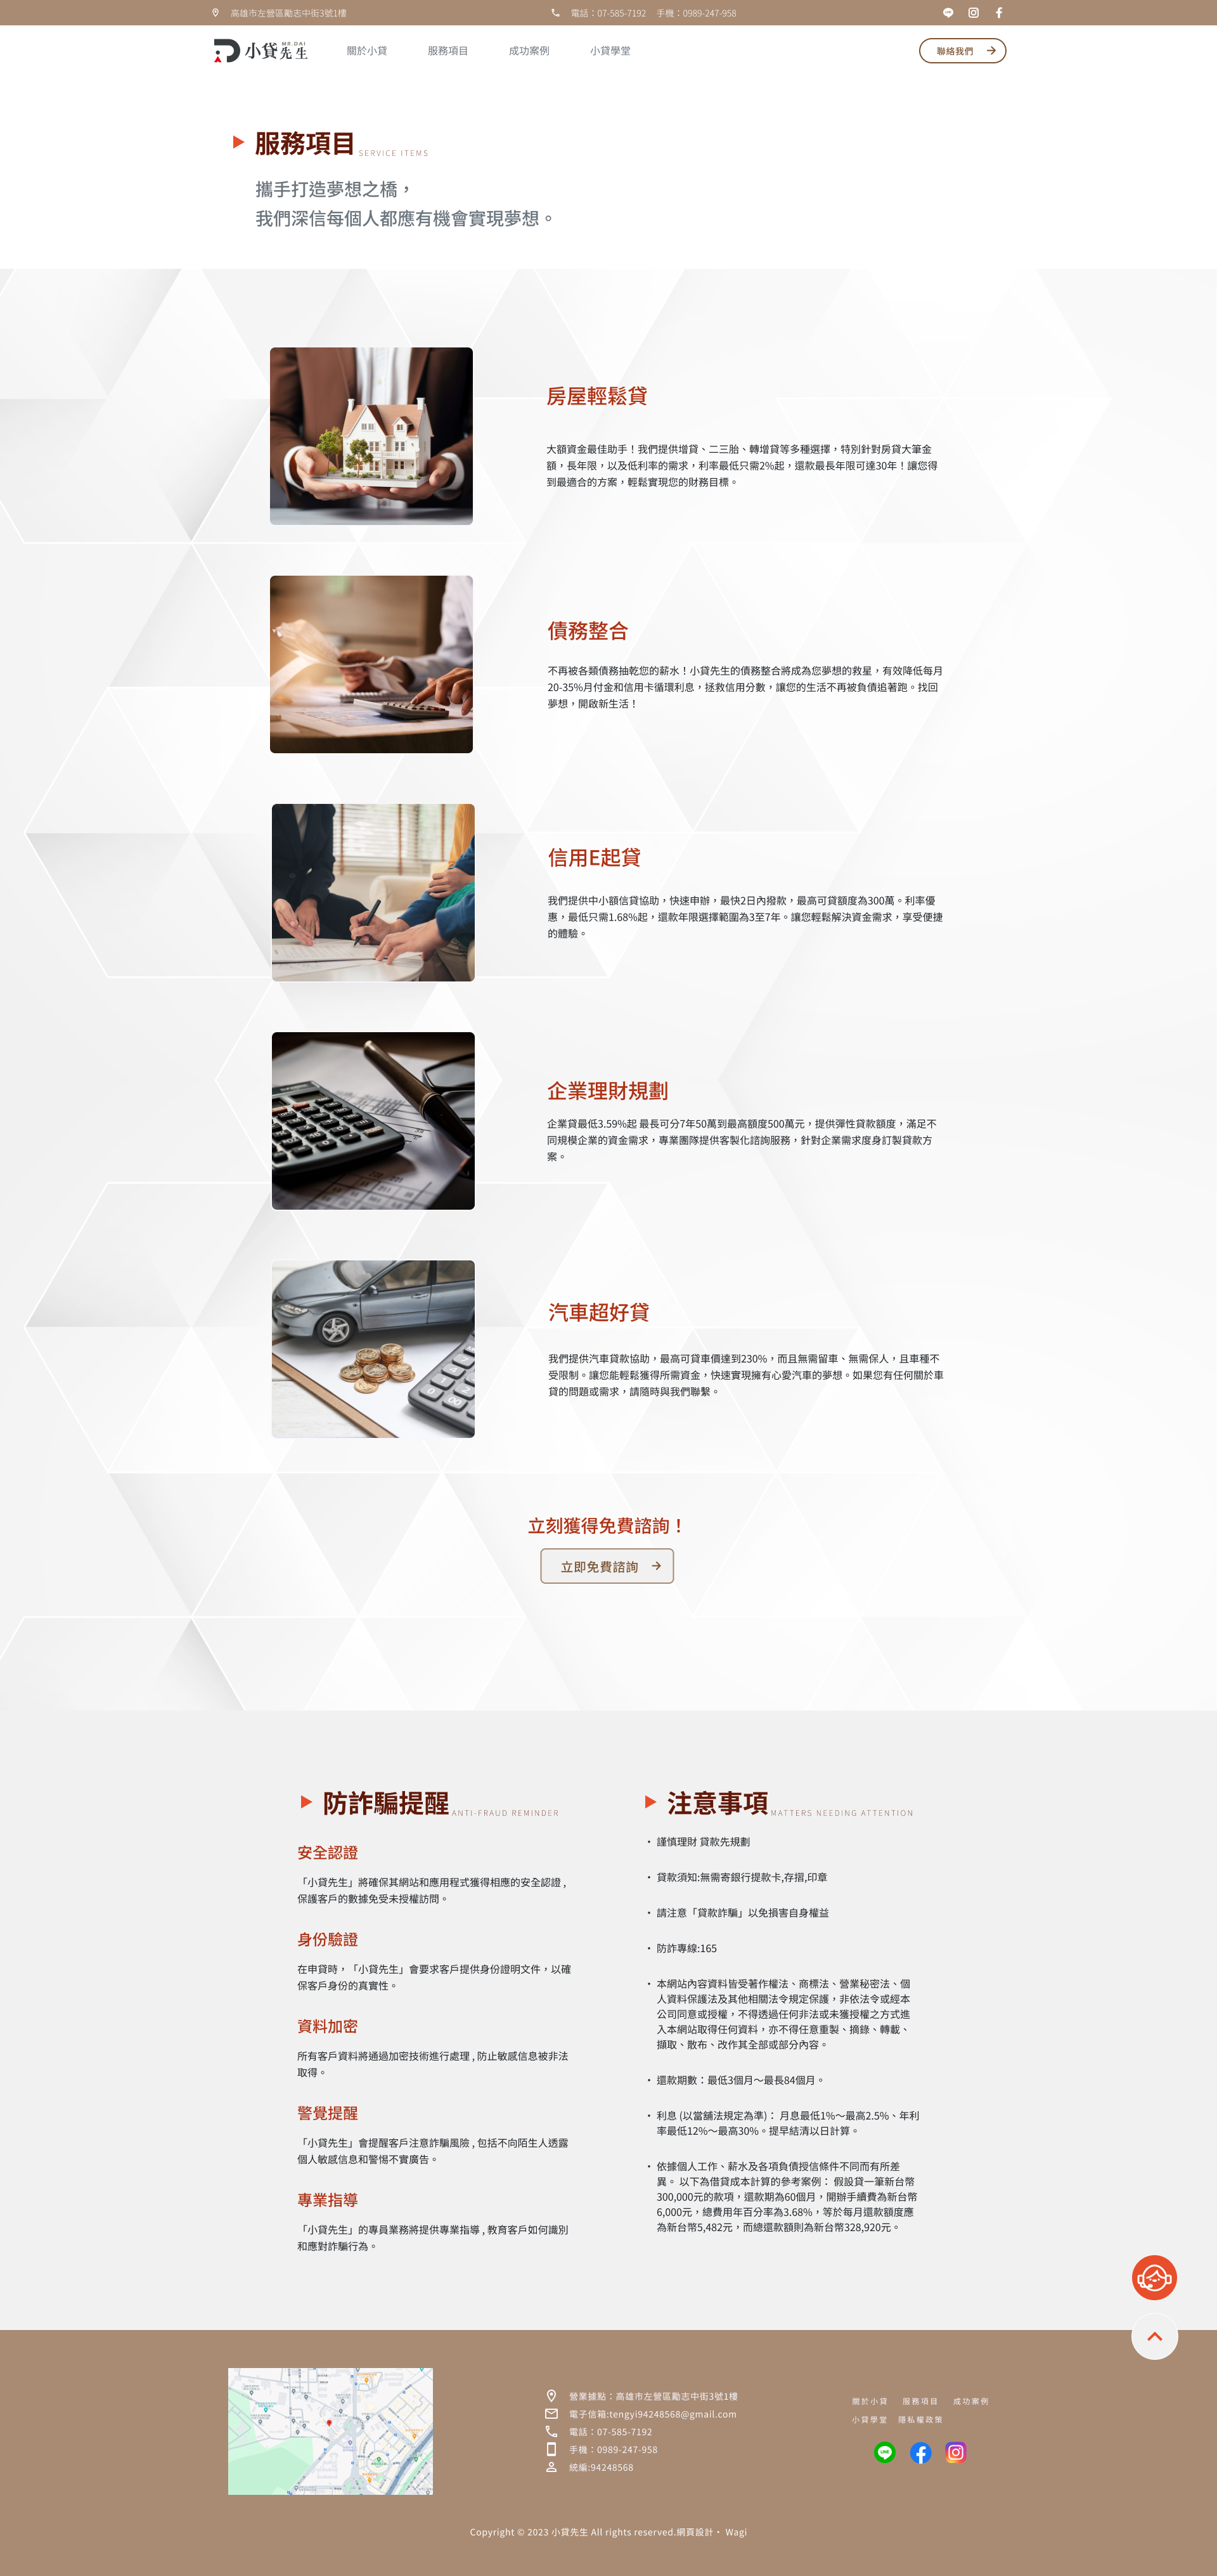 高雄市左營區勵志中街3號1樓
電話：07-585-7192 手機：0989-247-958
MR.DAI
小貸先生
關於小貸 服務項目 成功案例 小貸學堂
聯絡我們
服務項目 SERVICE ITEMS
攜手打造夢想之橋，
我們深信每個人都應有機會實現夢想。
房屋輕鬆貸
大額資金最佳助手！我們提供增貸、二三胎、轉增貸等多種選擇，特別針對房貸大筆金
額，長年限，以及低利率的需求，利率最低只需2%起，還款最長年限可達30年！讓您得
到最適合的方案，輕鬆實現您的財務目標。
債務整合
不再被各類債務抽乾您的薪水！小貸先生的債務整合將成為您夢想的救星，有效降低每月
20-35%月付金和信用卡循環利息，拯救信用分數，讓您的生活不再被負債追著跑。找回
夢想，開啟新生活！
信用E起貸
我們提供中小額信貸協助，快速申辦，最快2日內撥款，最高可貸額度為300萬。利率優
惠，最低只需1.68%起，還款年限選擇範圍為3至7年。讓您輕鬆解決資金需求，享受便捷
的體驗。
企業理財規劃
企業貸最低3.59%起 最長可分7年50萬到最高額度500萬元，提供彈性貸款額度，滿足不
同規模企業的資金需求，專業團隊提供客製化諮詢服務，針對企業需求度身訂製貸款方
案。
汽車超好貸
我們提供汽車貸款協助，最高可貸車價達到230%，而且無需留車、無需保人，且車種不
受限制。讓您能輕鬆獲得所需資金，快速實現擁有心愛汽車的夢想。如果您有任何關於車
貸的問題或需求，請隨時與我們聯繫。
立刻獲得免費諮詢！
立即免費諮詢
防詐騙提醒 ANTI-FRAUD REMINDER
安全認證
「小貸先生」將確保其網站和應用程式獲得相應的安全認證 ,
保護客戶的數據免受未授權訪問。
身份驗證
在申貸時，「小貸先生」會要求客戶提供身份證明文件，以確
保客戶身份的真實性。
資料加密
所有客戶資料將通過加密技術進行處理 , 防止敏感信息被非法
取得。
警覺提醒
「小貸先生」會提醒客戶注意詐騙風險 , 包括不向陌生人透露
個人敏感信息和警惕不實廣告。
專業指導
「小貸先生」的專員業務將提供專業指導 , 教育客戶如何識別
和應對詐騙行為。
注意事項 MATTERS NEEDING ATTENTION
• 謹慎理財 貸款先規劃
• 貸款須知:無需寄銀行提款卡,存摺,印章
• 請注意「貸款詐騙」以免損害自身權益
• 防詐專線:165
• 本網站內容資料皆受著作權法、商標法、營業秘密法、個
人資料保護法及其他相關法令規定保護，非依法令或經本
公司同意或授權，不得透過任何非法或未獲授權之方式進
入本網站取得任何資料，亦不得任意重製、摘錄、轉載、
擷取、散布、改作其全部或部分內容。
• 還款期數：最低3個月～最長84個月。
• 利息 (以當舖法規定為準)： 月息最低1%～最高2.5%、年利
率最低12%～最高30%。提早結清以日計算。
• 依據個人工作、薪水及各項負債授信條件不同而有所差
異。 以下為借貸成本計算的參考案例： 假設貸一筆新台幣
300,000元的款項，還款期為60個月，開辦手續費為新台幣
6,000元，總費用年百分率為3.68%，等於每月還款額度應
為新台幣5,482元，而總還款額則為新台幣328,920元。
營業據點：高雄市左營區勵志中街3號1樓
電子信箱:tengyi94248568@gmail.com
電話：07-585-7192
手機：0989-247-958
統編:94248568
關於小貸 服務項目 成功案例
小貸學堂 隱私權政策
Copyright © 2023 小貸先生 All rights reserved.網頁設計• Wagi